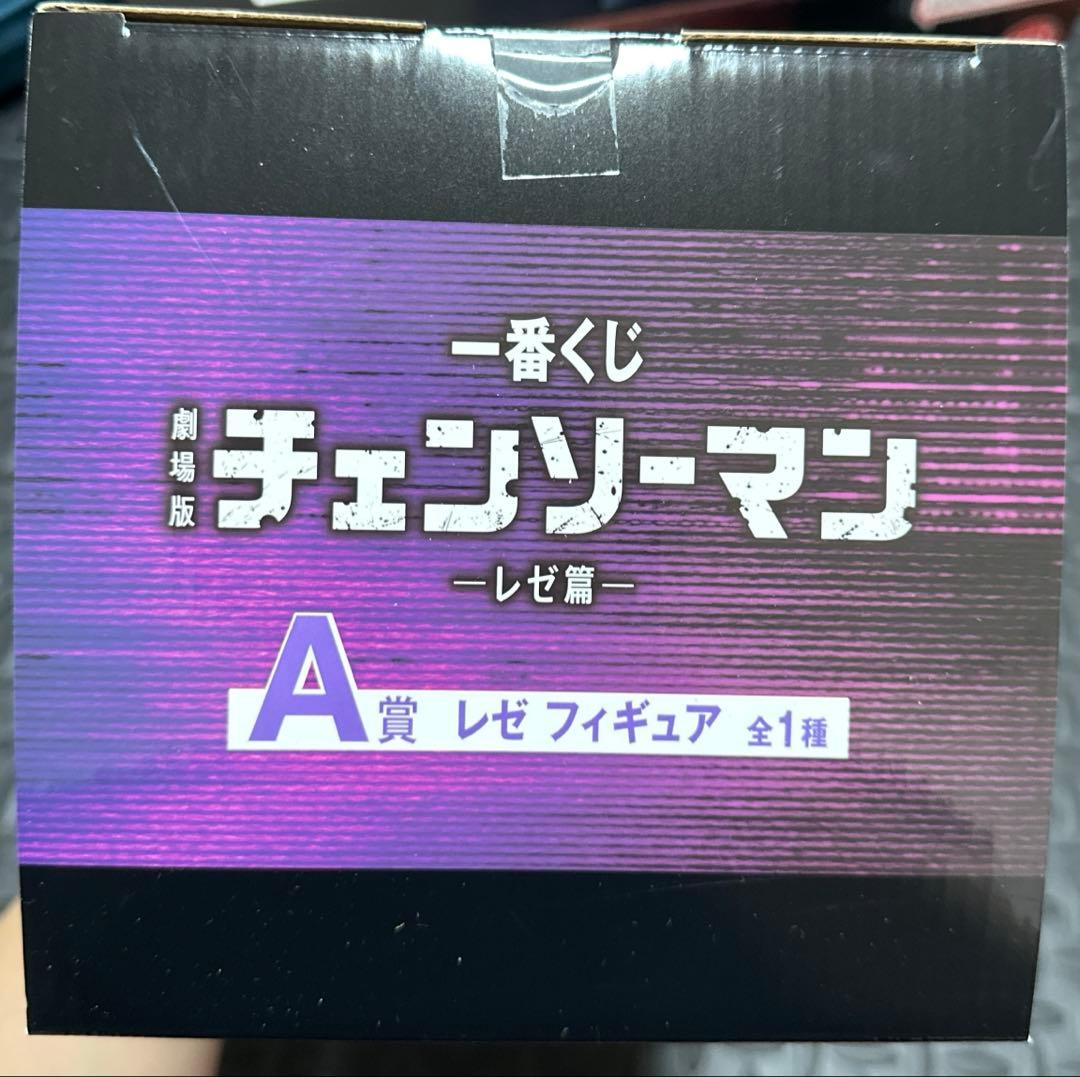 一番くじ
劇場版
チェンソーマン
―レゼ篇―
A賞 レゼ フィギュア 全1種